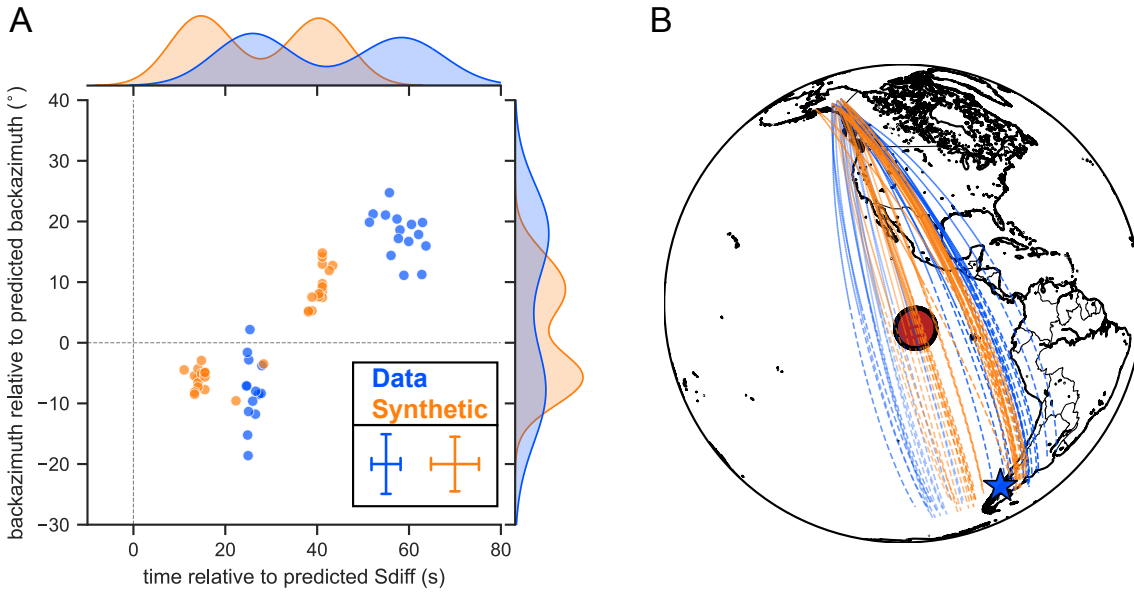 A
B
backazimuth relative to predicted backazimuth (°)
40
30
20
10
0
−10
−20
−30
Data
Synthetic
0
20
40
60
80
time relative to predicted Sdiff (s)